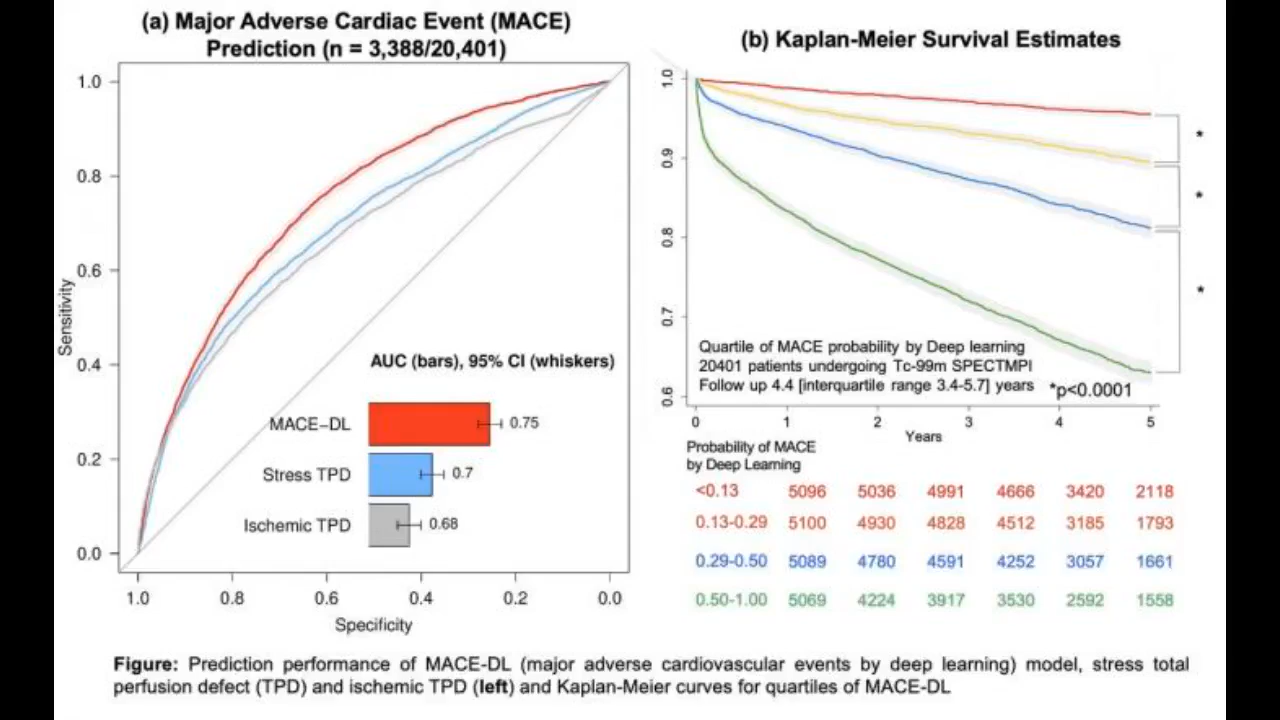 (a) Major Adverse Cardiac Event (MACE)
Prediction (n = 3,388/20,401)
1.0
0.8
0.6
0.4
0.2
0.0
Sensitivity
AUC (bars), 95% CI (whiskers)
MACE–DL 0.75
Stress TPD 0.7
Ischemic TPD 0.68
1.0 0.8 0.6 0.4 0.2 0.0
Specificity
(b) Kaplan-Meier Survival Estimates
1.0
0.9
0.8
0.7
0.6
*
*
*
Quartile of MACE probability by Deep learning
20401 patients undergoing Tc-99m SPECTMPI
Follow up 4.4 [interquartile range 3.4-5.7] years
*p<0.0001
0 1 2 3 4 5
Years
Probability of MACE
by Deep Learning
<0.13 5096 5036 4991 4666 3420 2118
0.13-0.29 5100 4930 4828 4512 3185 1793
0.29-0.50 5089 4780 4591 4252 3057 1661
0.50-1.00 5069 4224 3917 3530 2592 1558
Figure: Prediction performance of MACE-DL (major adverse cardiovascular events by deep learning) model, stress total
perfusion defect (TPD) and ischemic TPD (left) and Kaplan-Meier curves for quartiles of MACE-DL